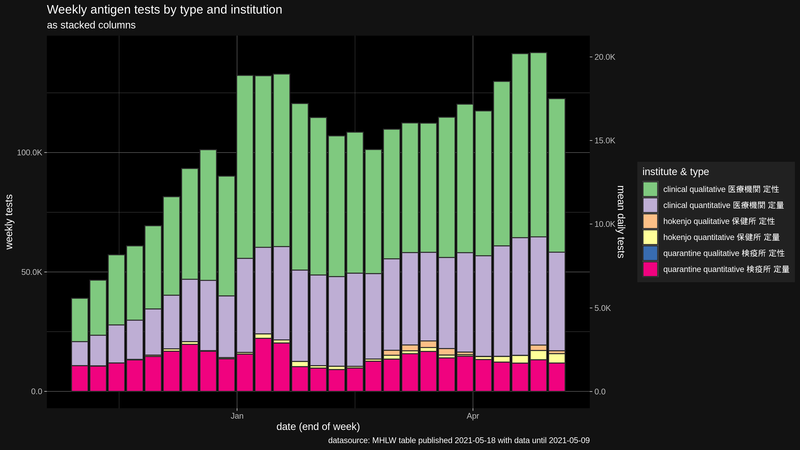 Weekly antigen tests by type and institution
as stacked columns
20.0K
15.0K
100.0K
10.0K
50.0K
5.0K
0.0
0.0
weekly tests
mean daily tests
Jan
Apr
date (end of week)
institute & type
clinical qualitative 医療機関 定性
clinical quantitative 医療機関 定量
hokenjo qualitative 保健所 定性
hokenjo quantitative 保健所 定量
quarantine qualitative 検疫所 定性
quarantine quantitative 検疫所 定量
datasource: MHLW table published 2021-05-18 with data until 2021-05-09